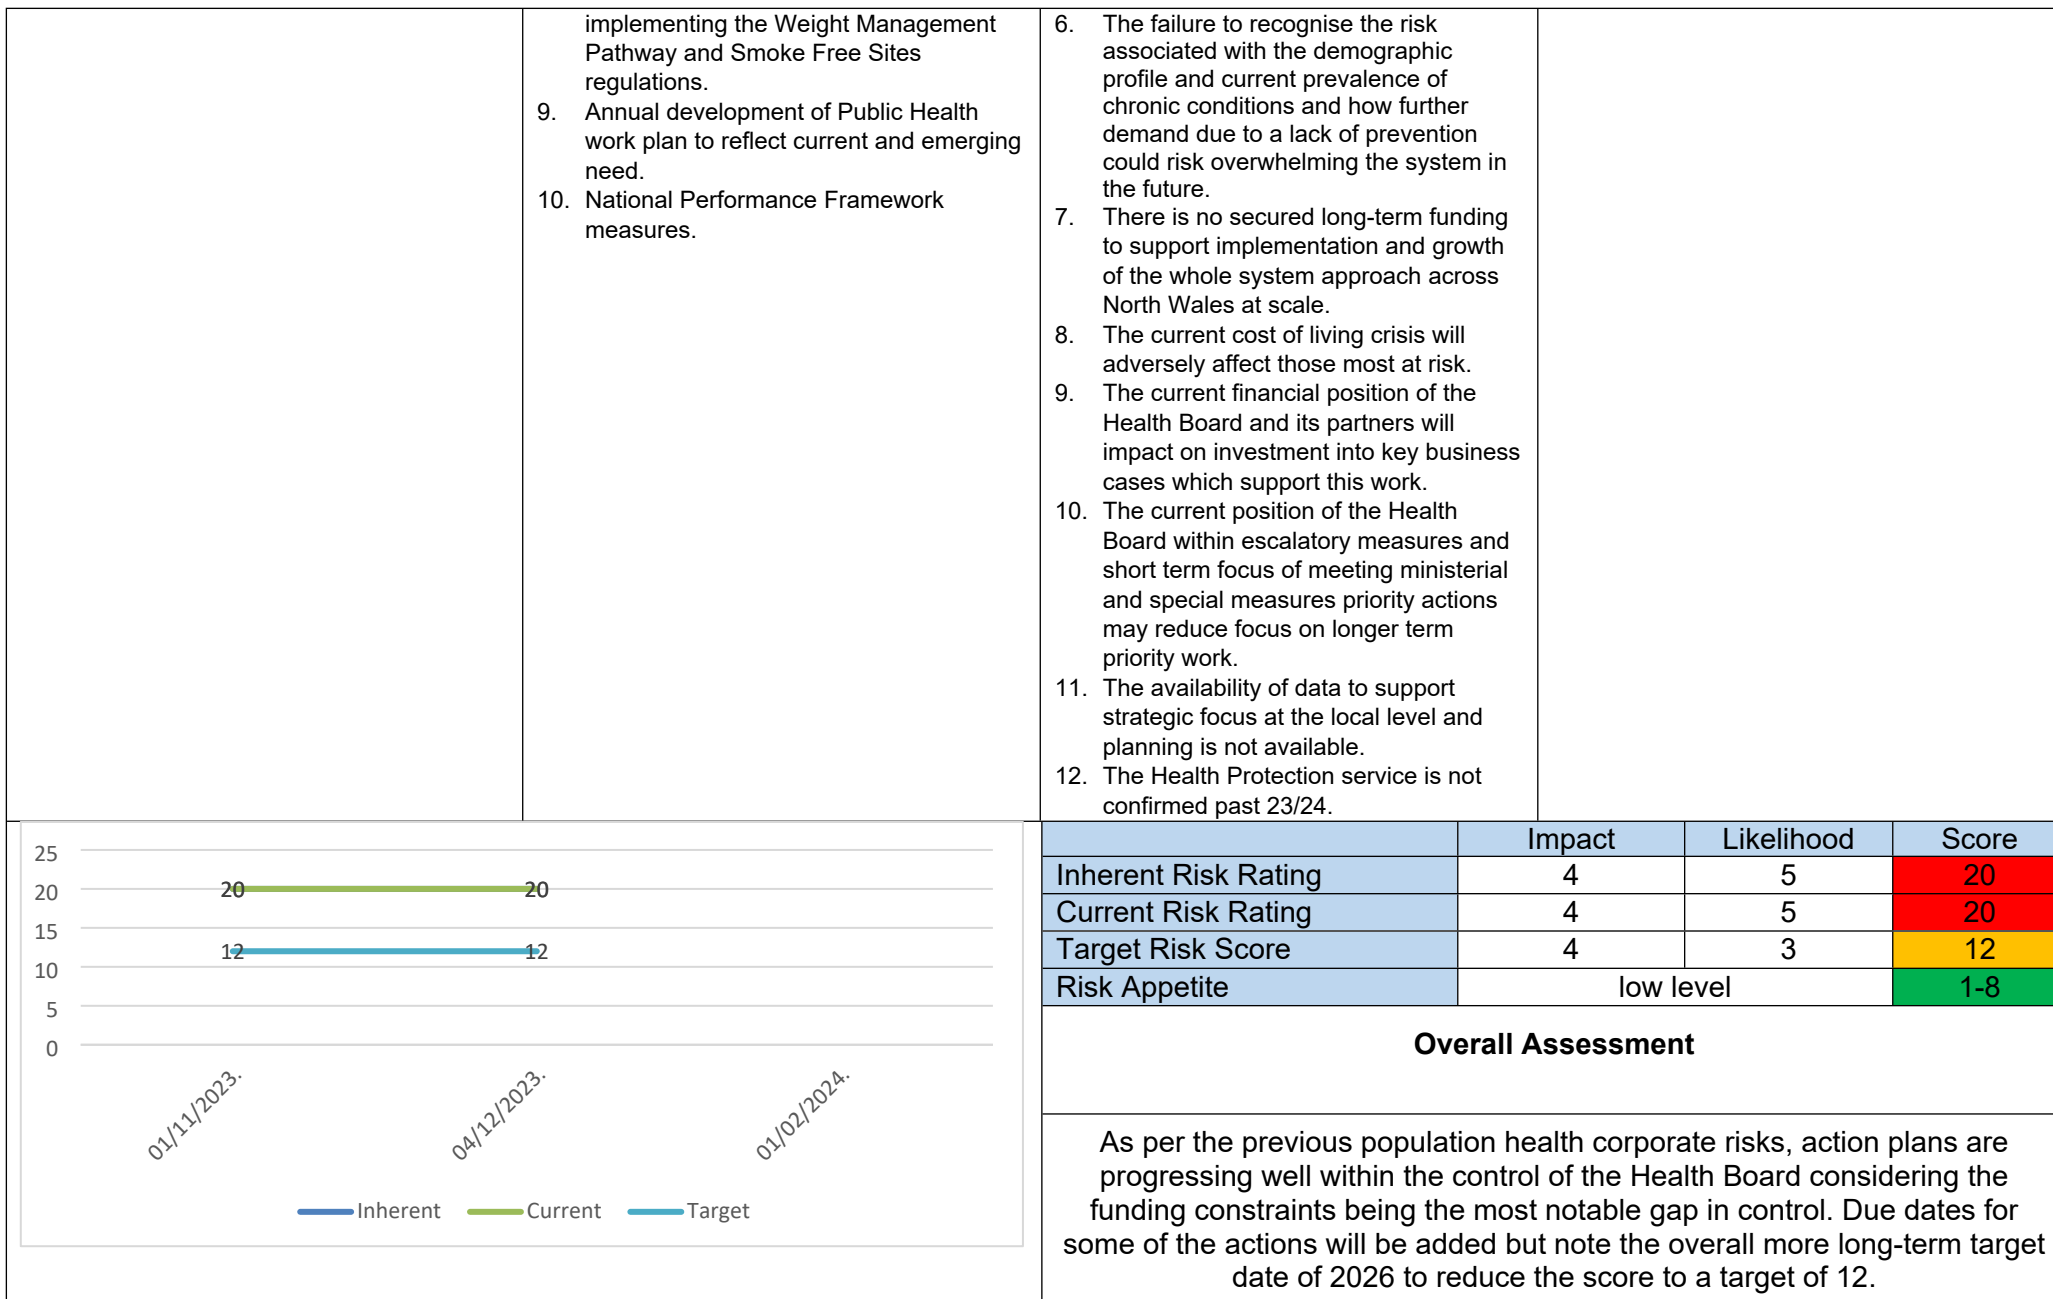 implementing the Weight Management
Pathway and Smoke Free Sites
regulations.
9. Annual development of Public Health
work plan to reflect current and emerging
need.
10. National Performance Framework
measures.
6. The failure to recognise the risk
associated with the demographic
profile and current prevalence of
chronic conditions and how further
demand due to a lack of prevention
could risk overwhelming the system in
the future.
7. There is no secured long-term funding
to support implementation and growth
of the whole system approach across
North Wales at scale.
8. The current cost of living crisis will
adversely affect those most at risk.
9. The current financial position of the
Health Board and its partners will
impact on investment into key business
cases which support this work.
10. The current position of the Health
Board within escalatory measures and
short term focus of meeting ministerial
and special measures priority actions
may reduce focus on longer term
priority work.
11. The availability of data to support
strategic focus at the local level and
planning is not available.
12. The Health Protection service is not
confirmed past 23/24.
25
20
15
10
5
0
20 20
12 12
01/11/2023. 04/12/2023. 01/02/2024.
Inherent Current Target
Impact Likelihood Score
Inherent Risk Rating 4 5 20
Current Risk Rating 4 5 20
Target Risk Score 4 3 12
Risk Appetite low level 1-8
Overall Assessment
As per the previous population health corporate risks, action plans are
progressing well within the control of the Health Board considering the
funding constraints being the most notable gap in control. Due dates for
some of the actions will be added but note the overall more long-term target
date of 2026 to reduce the score to a target of 12.